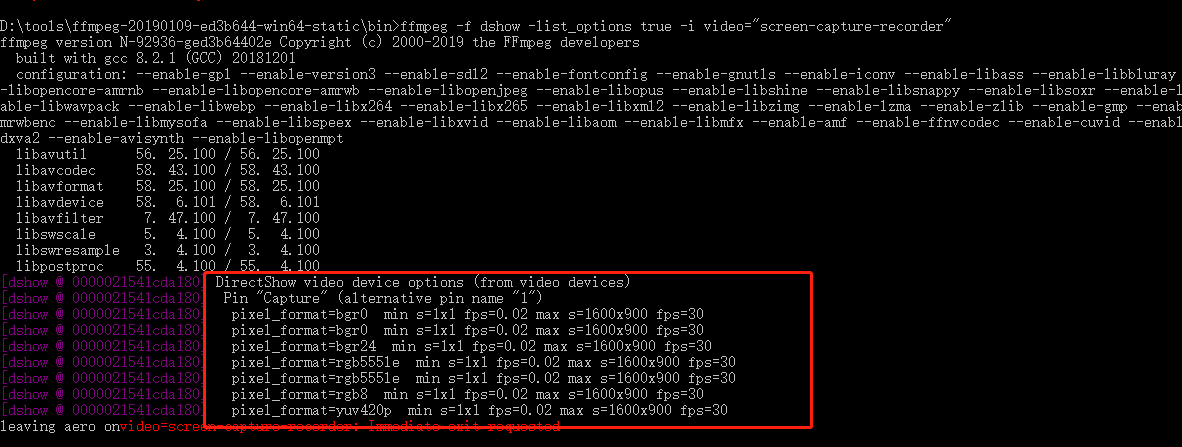 D:\tools\ffmpeg-20190109-ed3b644-win64-static\bin>ffmpeg -f dshow -list_options true -i video="screen-capture-recorder"
ffmpeg version N-92936-ged3b64402e Copyright (c) 2000-2019 the FFmpeg developers
built with gcc 8.2.1 (GCC) 20181201
configuration: --enable-gpl --enable-version3 --enable-sdl2 --enable-fontconfig --enable-gnutls --enable-iconv --enable-libass --enable-libbluray
-libopencore-amrnb --enable-libopencore-amrwb --enable-libopenjpeg --enable-libopus --enable-libshine --enable-libsnappy --enable-libsoxr --enabl
able-libwavpack --enable-libwebp --enable-libx264 --enable-libx265 --enable-libxml2 --enable-libzimg --enable-lzma --enable-zlib --enable-gmp --enab
mrwbenc --enable-libmysofa --enable-libspeex --enable-libxvid --enable-libaom --enable-libmfx --enable-amf --enable-ffnvcodec --enable-cuvid --enabl
dxva2 --enable-avisynth --enable-libopenmpt
libavutil 56. 25.100 / 56. 25.100
libavcodec 58. 43.100 / 58. 43.100
libavformat 58. 25.100 / 58. 25.100
libavdevice 58. 6.101 / 58. 6.101
libavfilter 7. 47.100 / 7. 47.100
libswscale 5. 4.100 / 5. 4.100
libswresample 3. 4.100 / 3. 4.100
libpostproc 55. 4.100 / 55. 4.100
[dshow @ 0000021541cda180] DirectShow video device options (from video devices)
[dshow @ 0000021541cda180] Pin "Capture" (alternative pin name "1")
[dshow @ 0000021541cda180] pixel_format=bgr0 min s=1x1 fps=0.02 max s=1600x900 fps=30
[dshow @ 0000021541cda180] pixel_format=bgr0 min s=1x1 fps=0.02 max s=1600x900 fps=30
[dshow @ 0000021541cda180] pixel_format=bgr24 min s=1x1 fps=0.02 max s=1600x900 fps=30
[dshow @ 0000021541cda180] pixel_format=rgb555le min s=1x1 fps=0.02 max s=1600x900 fps=30
[dshow @ 0000021541cda180] pixel_format=rgb555le min s=1x1 fps=0.02 max s=1600x900 fps=30
[dshow @ 0000021541cda180] pixel_format=rgb8 min s=1x1 fps=0.02 max s=1600x900 fps=30
[dshow @ 0000021541cda180] pixel_format=yuv420p min s=1x1 fps=0.02 max s=1600x900 fps=30
leaving aero onvideo=screen-capture-recorder: Immediate exit requested